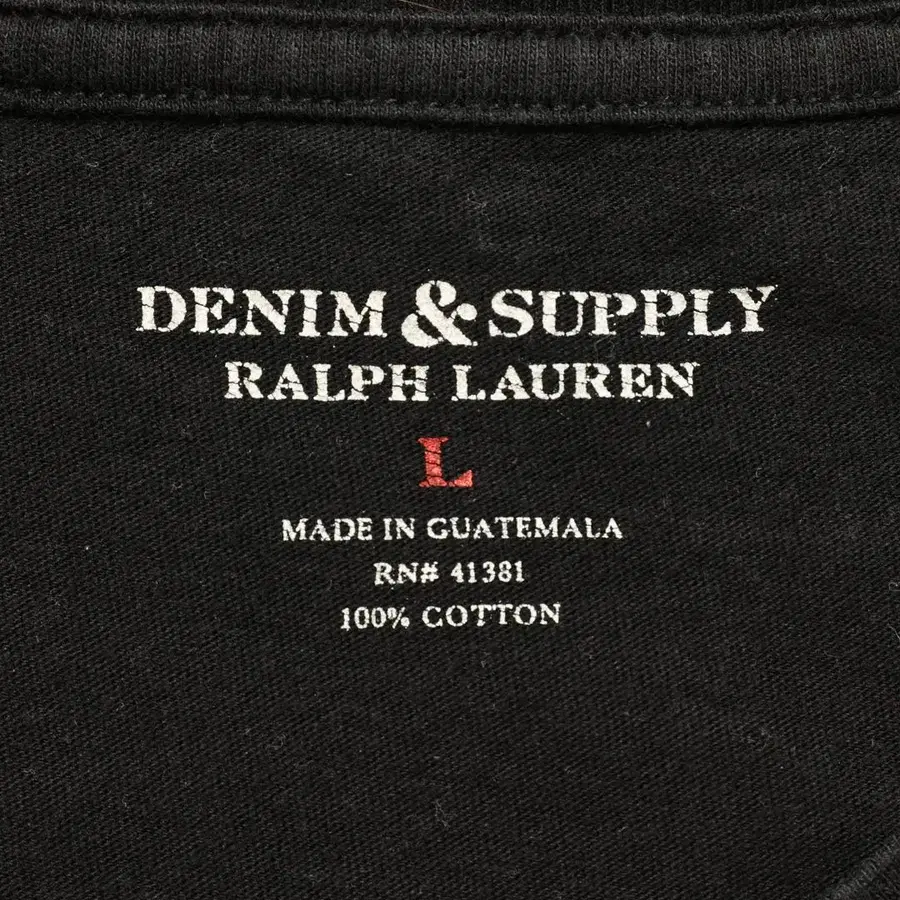 DENIM & SUPPLY
RALPH LAUREN
L
MADE IN GUATEMALA
RN# 41381
100% COTTON